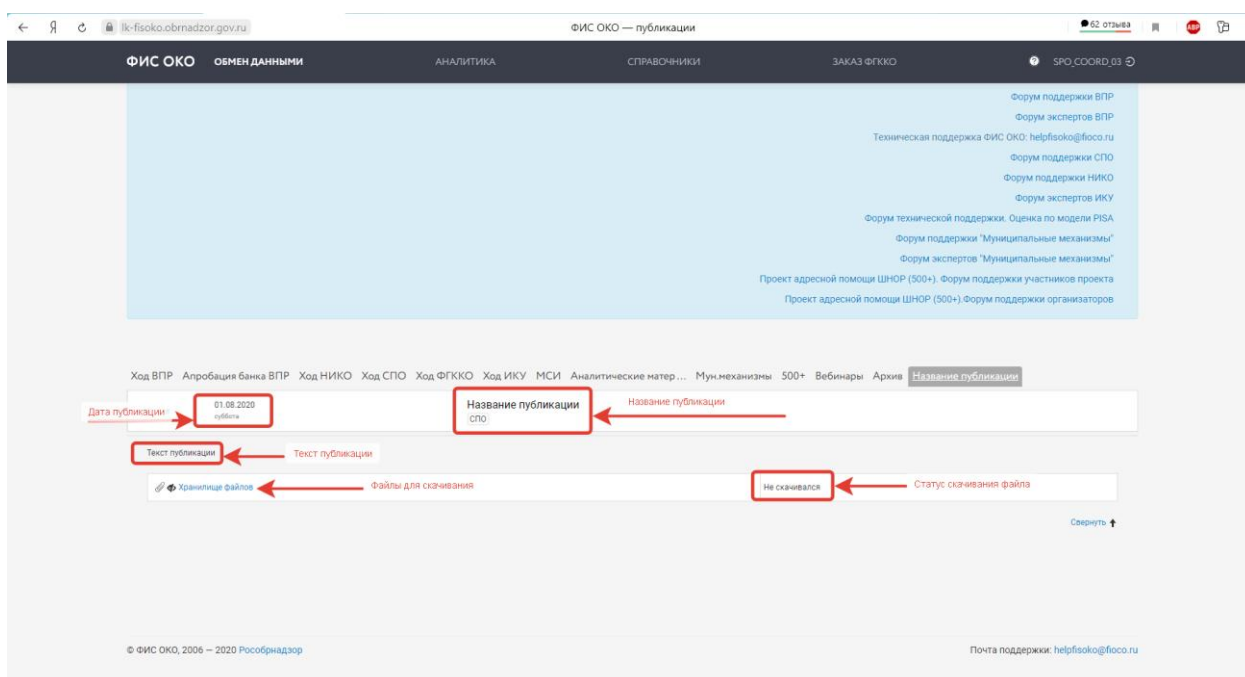 lk-fisoko.obrnadzor.gov.ru ФИС ОКО — публикации 62 отзыва ABP
ФИС ОКО ОБМЕН ДАННЫМИ АНАЛИТИКА СПРАВОЧНИКИ ЗАКАЗ ФГККО SPO_COORD_03
Форум поддержки ВПР
Форум экспертов ВПР
Техническая поддержка ФИС ОКО: helpfisoko@fioco.ru
Форум поддержки СПО
Форум поддержки НИКО
Форум экспертов ИКУ
Форум технической поддержки. Оценка по модели PISA
Форум поддержки "Муниципальные механизмы"
Форум экспертов "Муниципальные механизмы"
Проект адресной помощи ШНОР (500+). Форум поддержки участников проекта
Проект адресной помощи ШНОР (500+).Форум поддержки организаторов
Ход ВПР Апробация банка ВПР Ход НИКО Ход СПО Ход ФГККО Ход ИКУ МСИ Аналитические матер ... Мун.механизмы 500+ Вебинары Архив Название публикации
Дата публикации 01.08.2020 Название публикации Название публикации
суббота СПО
Текст публикации Текст публикации
Хранилище файлов Файлы для скачивания Не скачивался Статус скачивания файла
Свернуть
© ФИС ОКО, 2006 — 2020 Рособрнадзор Почта поддержки: helpfisoko@fioco.ru